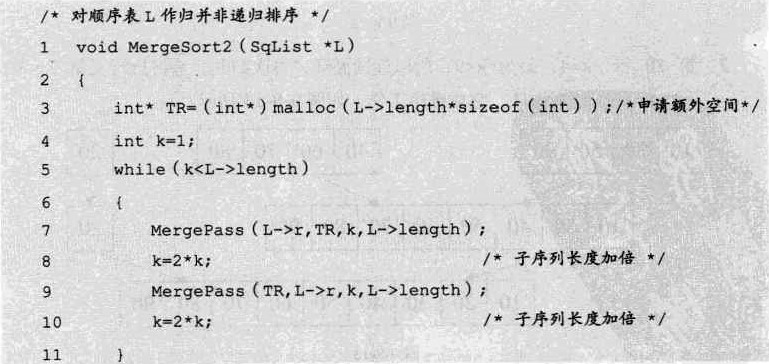 /* 对顺序表 L 作归并非递归排序 */
1 void MergeSort2(SqList *L)
2 {
3 int* TR=(int*)malloc(L->length*sizeof(int));/*申请额外空间*/
4 int k=1;
5 while(k<L->length)
6 {
7 MergePass(L->r,TR,k,L->length);
8 k=2*k; /* 子序列长度加倍 */
9 MergePass(TR,L->r,k,L->length);
10 k=2*k; /* 子序列长度加倍 */
11 }